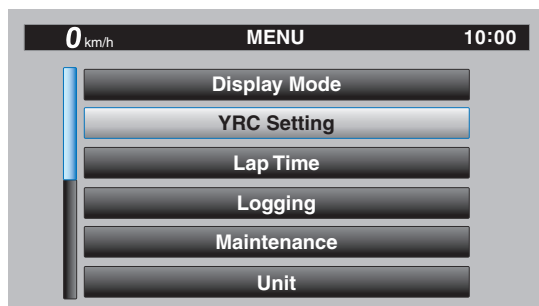 0 km/h MENU 10:00
Display Mode
YRC Setting
Lap Time
Logging
Maintenance
Unit